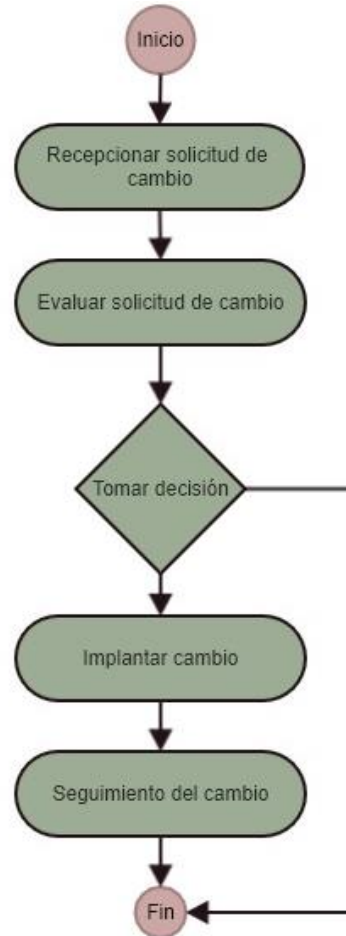 Inicio
Recepcionar solicitud de
cambio
Evaluar solicitud de cambio
Tomar decisión
Implantar cambio
Seguimiento del cambio
Fin